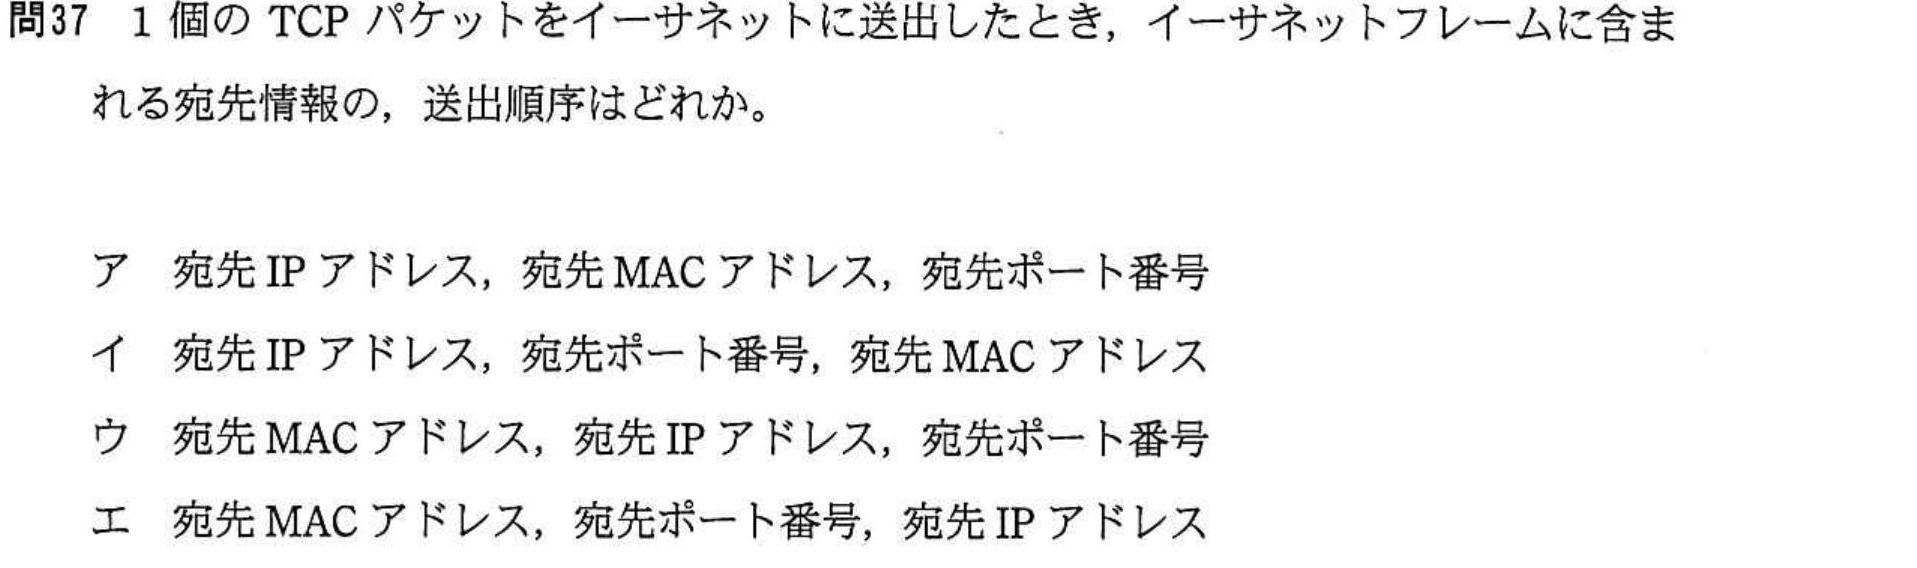 問37 1 個の TCP パケットをイーサネットに送出したとき，イーサネットフレームに含ま
れる宛先情報の，送出順序はどれか。
ア 宛先 IP アドレス，宛先 MAC アドレス，宛先ポート番号
イ 宛先 IP アドレス，宛先ポート番号，宛先 MAC アドレス
ウ 宛先 MAC アドレス，宛先 IP アドレス，宛先ポート番号
エ 宛先 MAC アドレス，宛先ポート番号，宛先 IP アドレス